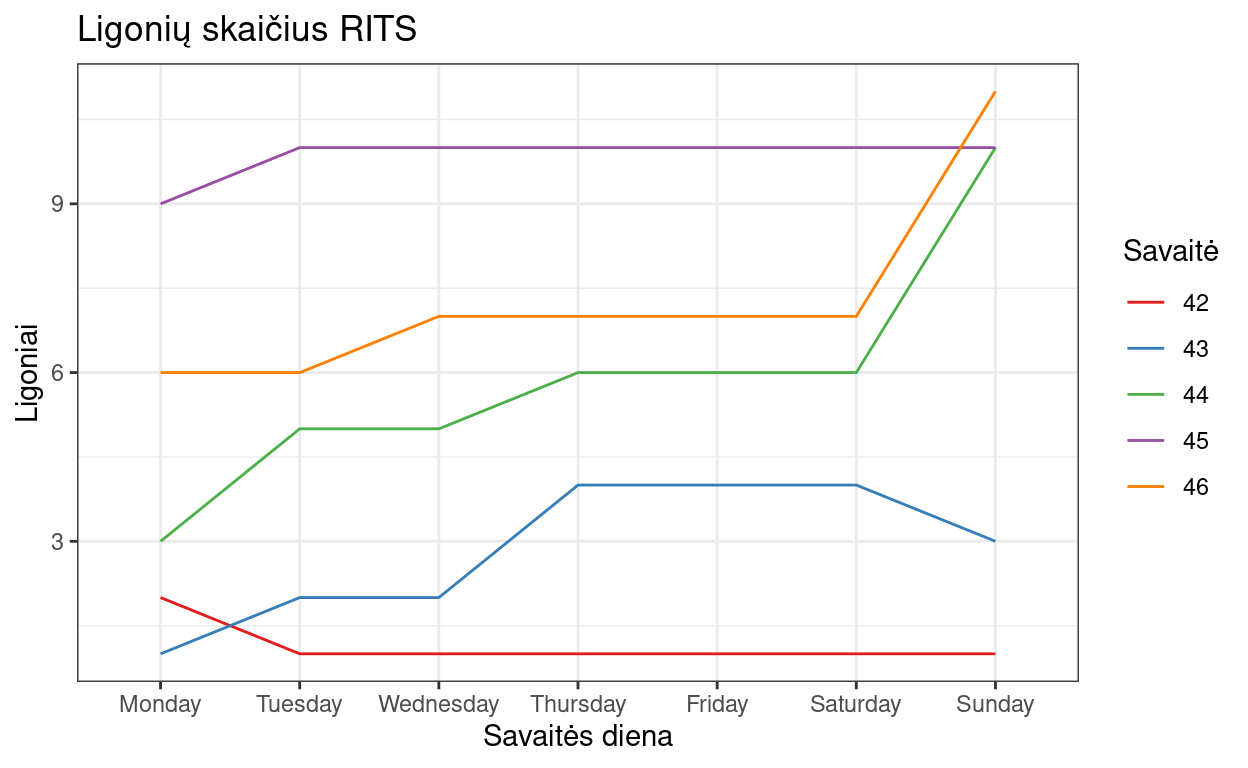 Ligonių skaičius RITS
Ligoniai
9
6
3
Monday Tuesday Wednesday Thursday Friday Saturday Sunday
Savaitės diena
Savaitė
42
43
44
45
46